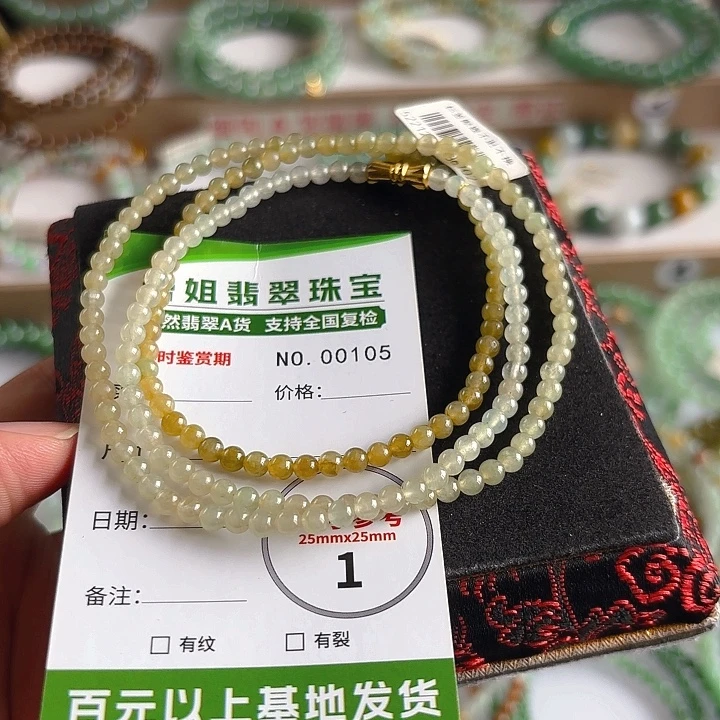 姐翡翠珠宝
然翡翠A货 支持全国复检
时鉴赏期 NO. 00105
价格:
日期:
参考
25mmx25mm
1
备注:
有纹 有裂
百元以上基地发货